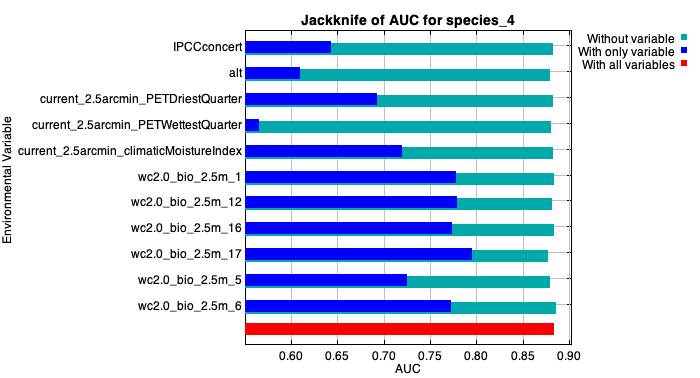 Jackknife of AUC for species_4
Without variable
With only variable
With all variables
Environmental Variable
IPCCconcert
alt
current_2.5arcmin_PETDriestQuarter
current_2.5arcmin_PETWettestQuarter
current_2.5arcmin_climaticMoistureIndex
wc2.0_bio_2.5m_1
wc2.0_bio_2.5m_12
wc2.0_bio_2.5m_16
wc2.0_bio_2.5m_17
wc2.0_bio_2.5m_5
wc2.0_bio_2.5m_6
0.60 0.65 0.70 0.75 0.80 0.85 0.90
AUC